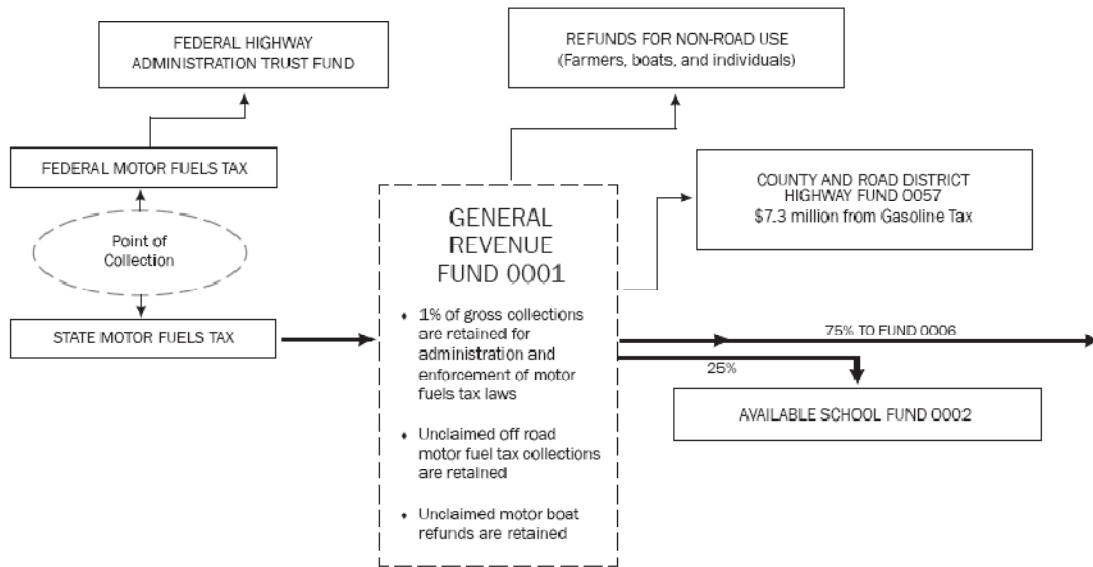 FEDERAL HIGHWAY
ADMINISTRATION TRUST FUND
REFUNDS FOR NON-ROAD USE
(Farmers, boats, and individuals)
FEDERAL MOTOR FUELS TAX
Point of
Collection
STATE MOTOR FUELS TAX
GENERAL
REVENUE
FUND 0001
♦ 1% of gross collections
are retained for
administration and
enforcement of motor
fuels tax laws
♦ Unclaimed off road
motor fuel tax collections
are retained
♦ Unclaimed motor boat
refunds are retained
COUNTY AND ROAD DISTRICT
HIGHWAY FUND 0057
$7.3 million from Gasoline Tax
75% TO FUND 0006
25%
AVAILABLE SCHOOL FUND 0002